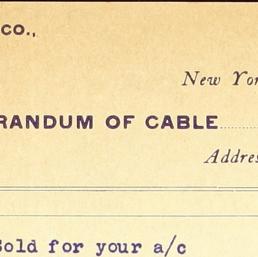 CO.,
New Yor
RANDUM OF CABLE
Addres
Sold for your a/c